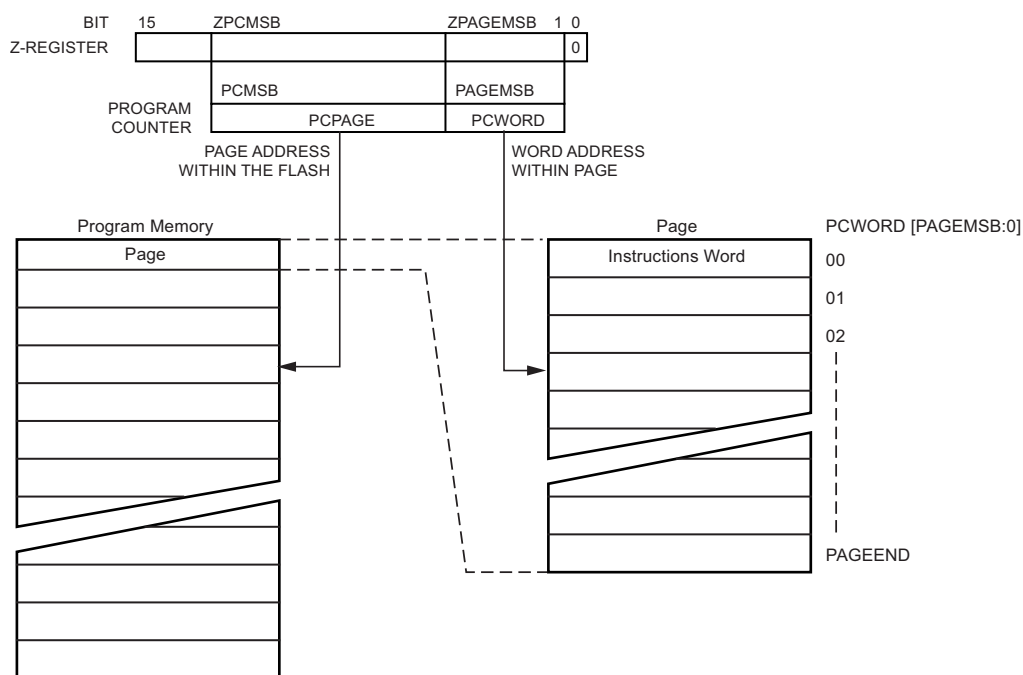 BIT 15 ZPCMSB ZPAGEMSB 1 0
Z-REGISTER 0
PCMSB PAGEMSB
PROGRAM
COUNTER
PCPAGE PCWORD
PAGE ADDRESS
WITHIN THE FLASH
WORD ADDRESS
WITHIN PAGE
Program Memory Page PCWORD [PAGEMSB:0]
Page Instructions Word 00
01
02
PAGEEND